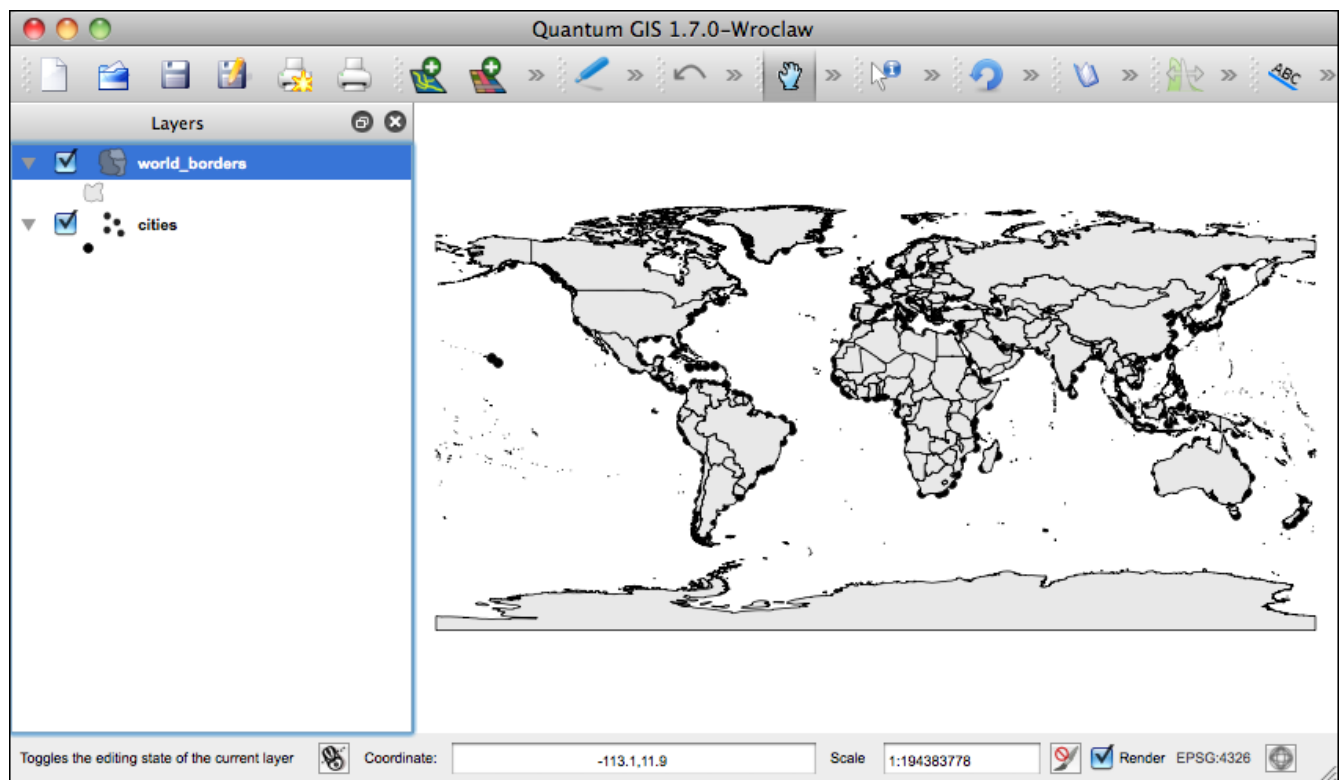 Quantum GIS 1.7.0-Wroclaw
ABC
Layers
world_borders
cities
Toggles the editing state of the current layer Coordinate: -113.1,11.9 Scale 1:194383778 Render EPSG:4326